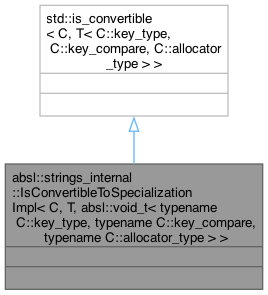 std::is_convertible
< C, T< C::key_type,
C::key_compare, C::allocator
_type > >
absl::strings_internal
::IsConvertibleToSpecialization
Impl< C, T, absl::void_t< typename
C::key_type, typename C::key_compare,
typename C::allocator_type > >